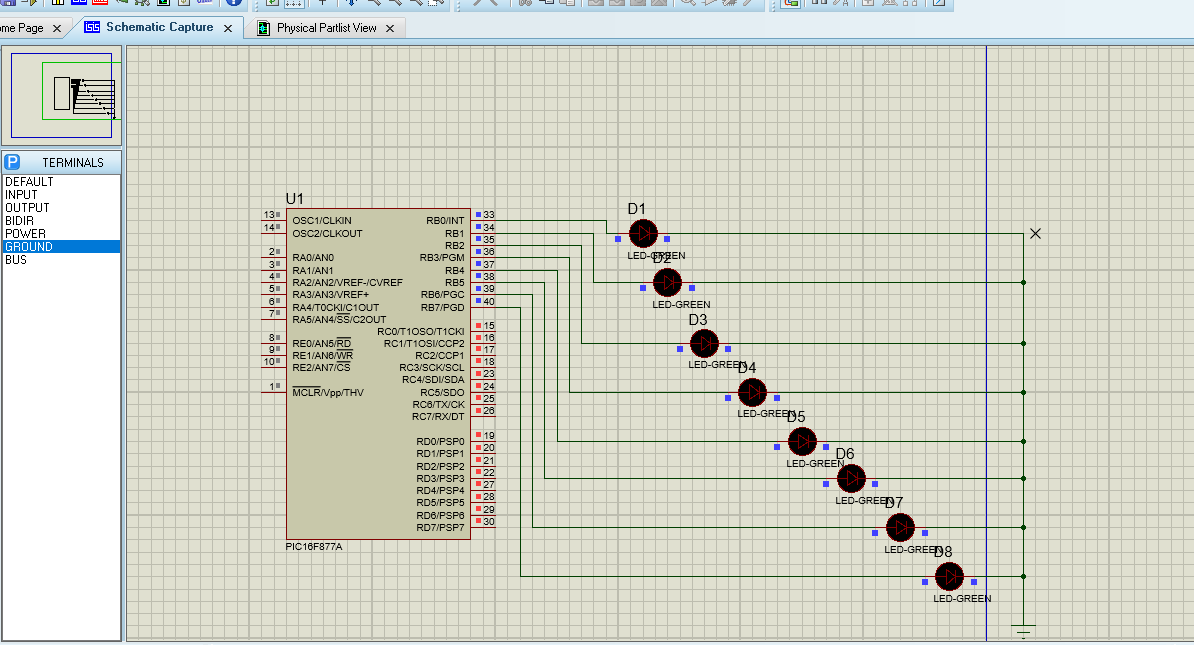 ome Page
Schematic Capture
Physical Partlist View
P TERMINALS
DEFAULT
INPUT
OUTPUT
BIDIR
POWER
GROUND
BUS
U1
13 OSC1/CLKIN
14 OSC2/CLKOUT
2 RA0/AN0
3 RA1/AN1
4 RA2/AN2/VREF-/CVREF
5 RA3/AN3/VREF+
6 RA4/T0CKI/C1OUT
7 RA5/AN4/SS/C2OUT
8 RE0/AN5/RD
9 RE1/AN6/WR
10 RE2/AN7/CS
1 MCLR/Vpp/THV
RB0/INT 33
RB1 34
RB2 35
RB3/PGM 36
RB4 37
RB5 38
RB6/PGC 39
RB7/PGD 40
RC0/T1OSO/T1CKI 15
RC1/T1OSI/CCP2 16
RC2/CCP1 17
RC3/SCK/SCL 18
RC4/SDI/SDA 23
RC5/SDO 24
RC6/TX/CK 25
RC7/RX/DT 26
RD0/PSP0 19
RD1/PSP1 20
RD2/PSP2 21
RD3/PSP3 22
RD4/PSP4 27
RD5/PSP5 28
RD6/PSP6 29
RD7/PSP7 30
PIC16F877A
D1
LED-GREEN
D2
LED-GREEN
D3
LED-GREEN
D4
LED-GREEN
D5
LED-GREEN
D6
LED-GREEN
D7
LED-GREEN
D8
LED-GREEN